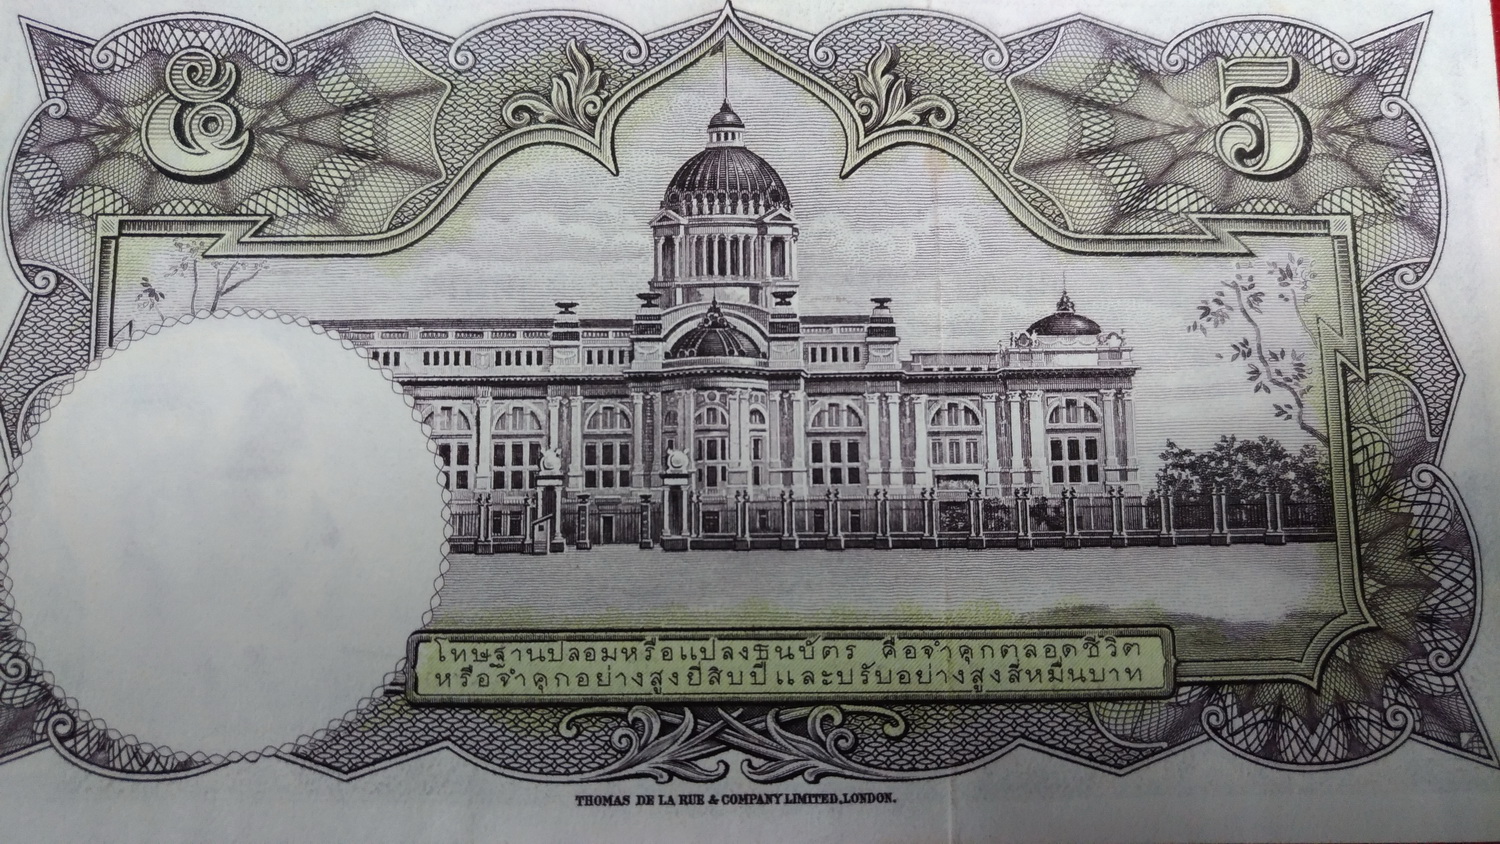 ๕ 5
โทษฐานปลอมหรือแปลงธนบัตร คือจำคุกตลอดชีวิต
หรือจำคุกอย่างสูงยี่สิบปีและปรับอย่างสูงสี่หมื่นบาท
THOMAS DE LA RUE & COMPANY LIMITED, LONDON.